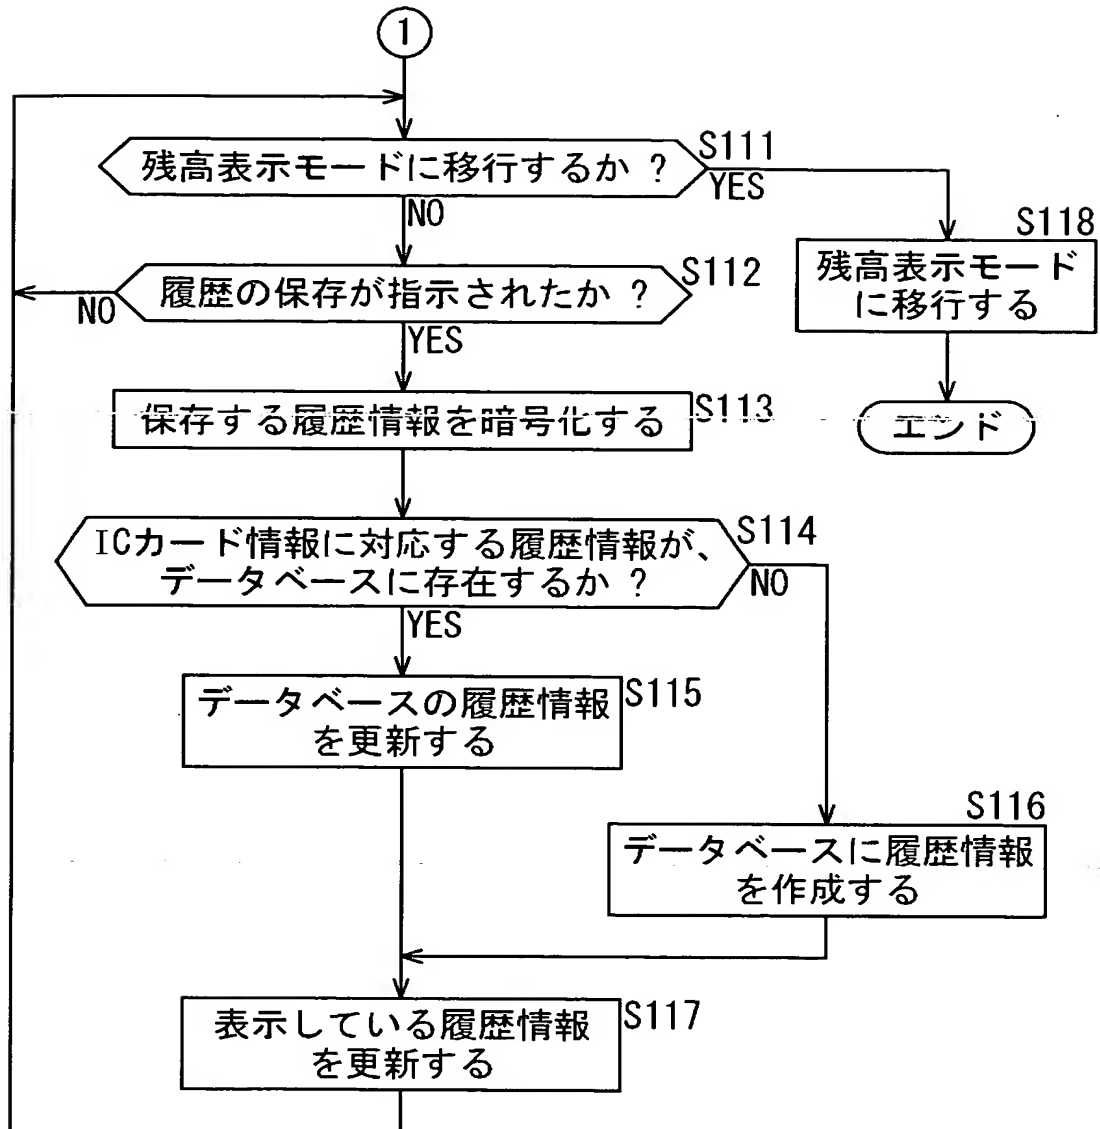 1
残高表示モードに移行するか ?
S111
YES
NO
S118
残高表示モード
に移行する
履歴の保存が指示されたか ?
S112
NO
YES
エンド
保存する履歴情報を暗号化する
S113
ICカード情報に対応する履歴情報が、
データベースに存在するか ?
S114
NO
YES
データベースの履歴情報
を更新する
S115
S116
データベースに履歴情報
を作成する
表示している履歴情報
を更新する
S117